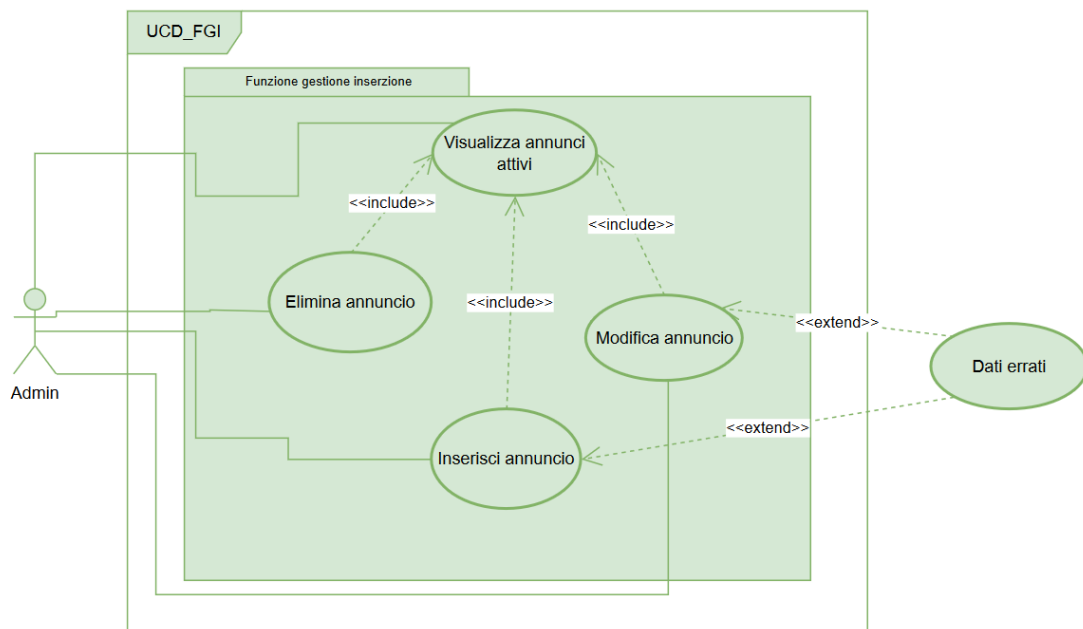 UCD_FGI
Funzione gestione inserzione
Visualizza annunci
attivi
<<include>>
<<include>>
Elimina annuncio
<<include>>
<<extend>>
Modifica annuncio
Dati errati
Admin
<<extend>>
Inserisci annuncio